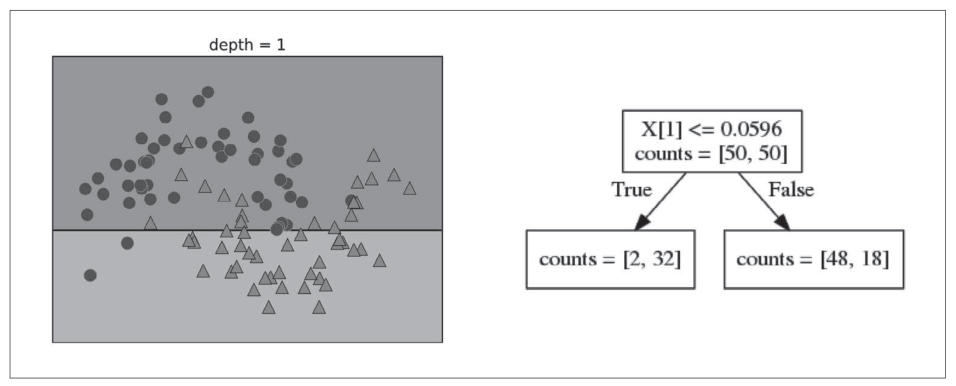 depth = 1
X[1] <= 0.0596
counts = [50, 50]
True
False
counts = [2, 32]
counts = [48, 18]